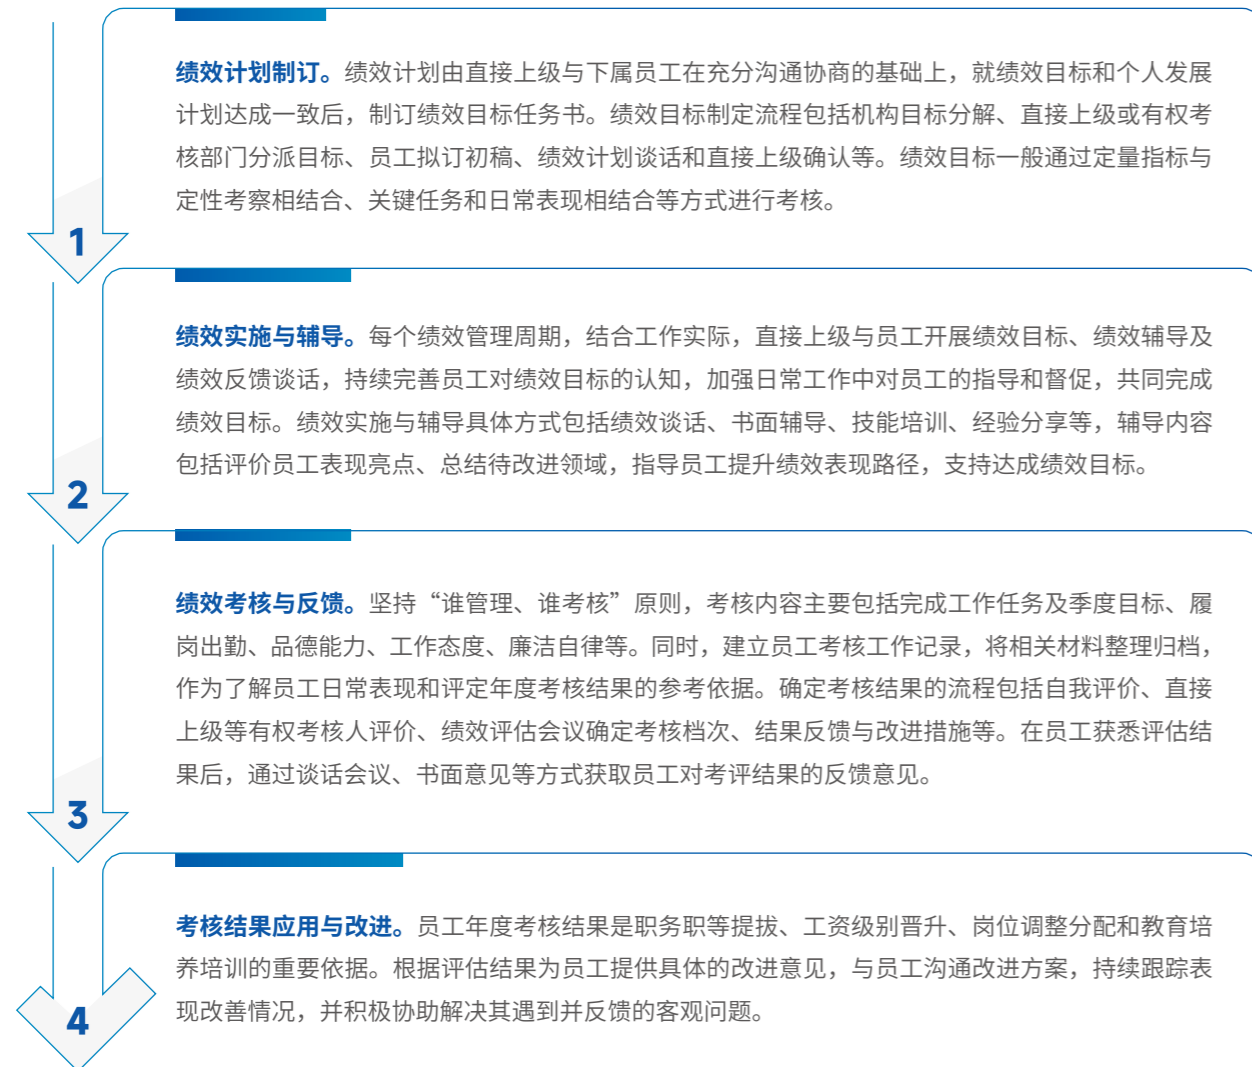 绩效计划制订。绩效计划由直接上级与下属员工在充分沟通协商的基础上，就绩效目标和个人发展
计划达成一致后，制订绩效目标任务书。绩效目标制定流程包括机构目标分解、直接上级或有权考
核部门分派目标、员工拟订初稿、绩效计划谈话和直接上级确认等。绩效目标一般通过定量指标与
定性考察相结合、关键任务和日常表现相结合等方式进行考核。
1
绩效实施与辅导。每个绩效管理周期，结合工作实际，直接上级与员工开展绩效目标、绩效辅导及
绩效反馈谈话，持续完善员工对绩效目标的认知，加强日常工作中对员工的指导和督促，共同完成
绩效目标。绩效实施与辅导具体方式包括绩效谈话、书面辅导、技能培训、经验分享等，辅导内容
包括评价员工表现亮点、总结待改进领域，指导员工提升绩效表现路径，支持达成绩效目标。
2
绩效考核与反馈。坚持“谁管理、谁考核”原则，考核内容主要包括完成工作任务及季度目标、履
岗出勤、品德能力、工作态度、廉洁自律等。同时，建立员工考核工作记录，将相关材料整理归档，
作为了解员工日常表现和评定年度考核结果的参考依据。确定考核结果的流程包括自我评价、直接
上级等有权考核人评价、绩效评估会议确定考核档次、结果反馈与改进措施等。在员工获悉评估结
果后，通过谈话会议、书面意见等方式获取员工对考评结果的反馈意见。
3
考核结果应用与改进。员工年度考核结果是职务职等提拔、工资级别晋升、岗位调整分配和教育培
养培训的重要依据。根据评估结果为员工提供具体的改进意见，与员工沟通改进方案，持续跟踪表
现改善情况，并积极协助解决其遇到并反馈的客观问题。
4